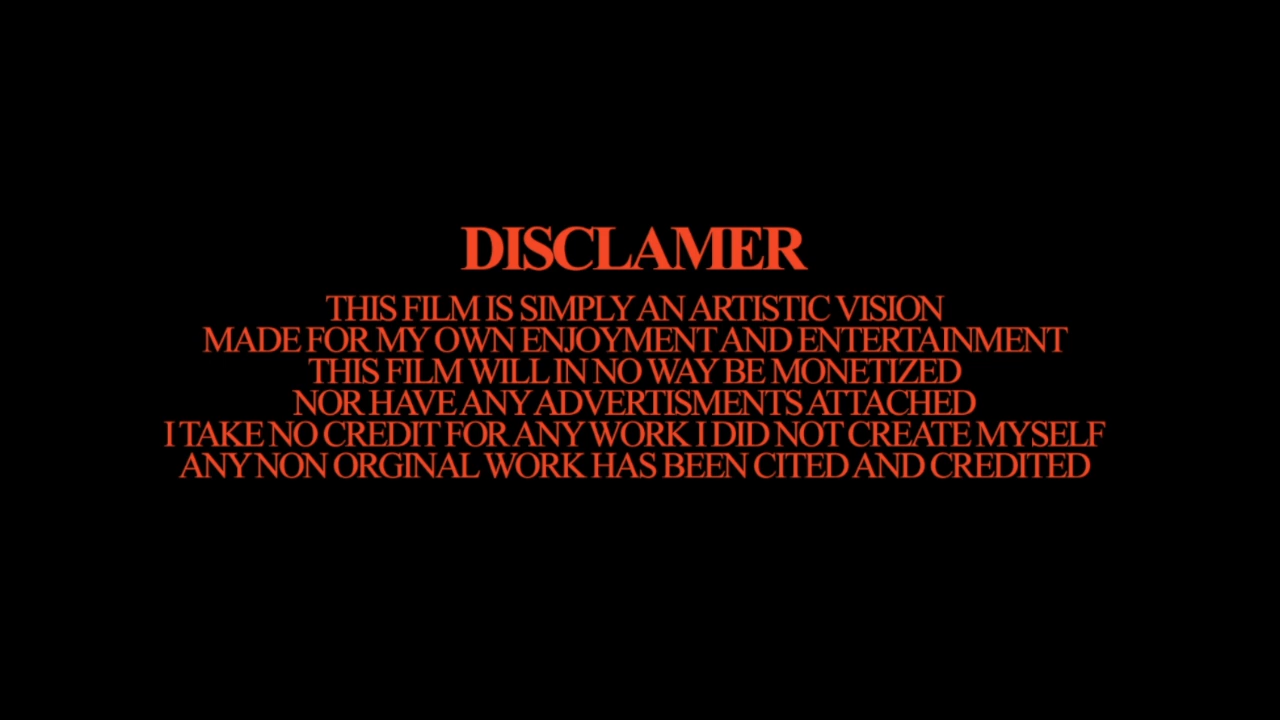 DISCLAMER
THIS FILM IS SIMPLY AN ARTISTIC VISION
MADE FOR MY OWN ENJOYMENT AND ENTERTAINMENT
THIS FILM WILL IN NO WAY BE MONETIZED
NOR HAVE ANY ADVERTISMENTS ATTACHED
I TAKE NO CREDIT FOR ANY WORK I DID NOT CREATE MYSELF
ANY NON ORGINAL WORK HAS BEEN CITED AND CREDITED